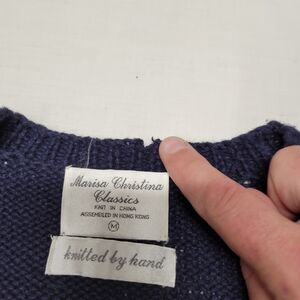 Marisa Christina
Classics
KNIT IN CHINA
ASSEMBLED IN HONG KONG
M
knitted by hand